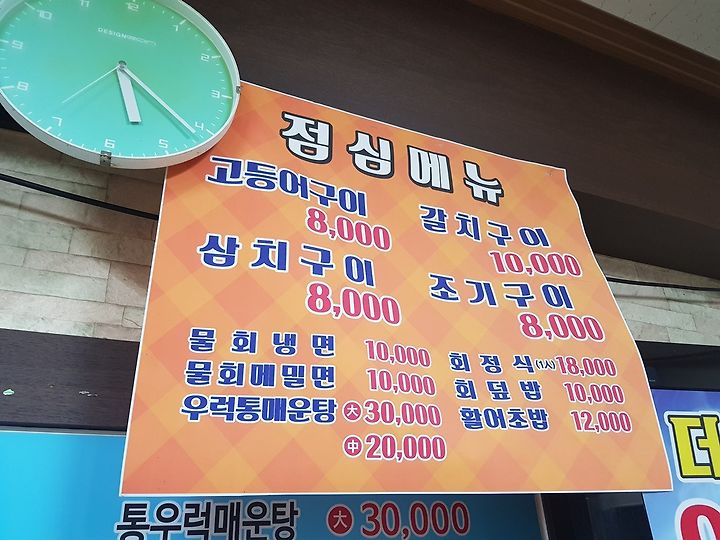 DESIGN
점심메뉴
고등어구이
8,000
갈치구이
10,000
삼치구이
8,000
조기구이
8,000
물회냉면 10,000
물회메밀면 10,000
우럭통매운탕 大 30,000
中 20,000
회정식(1人) 18,000
회덮밥 10,000
활어초밥 12,000
통우럭매운탕 大 30,000